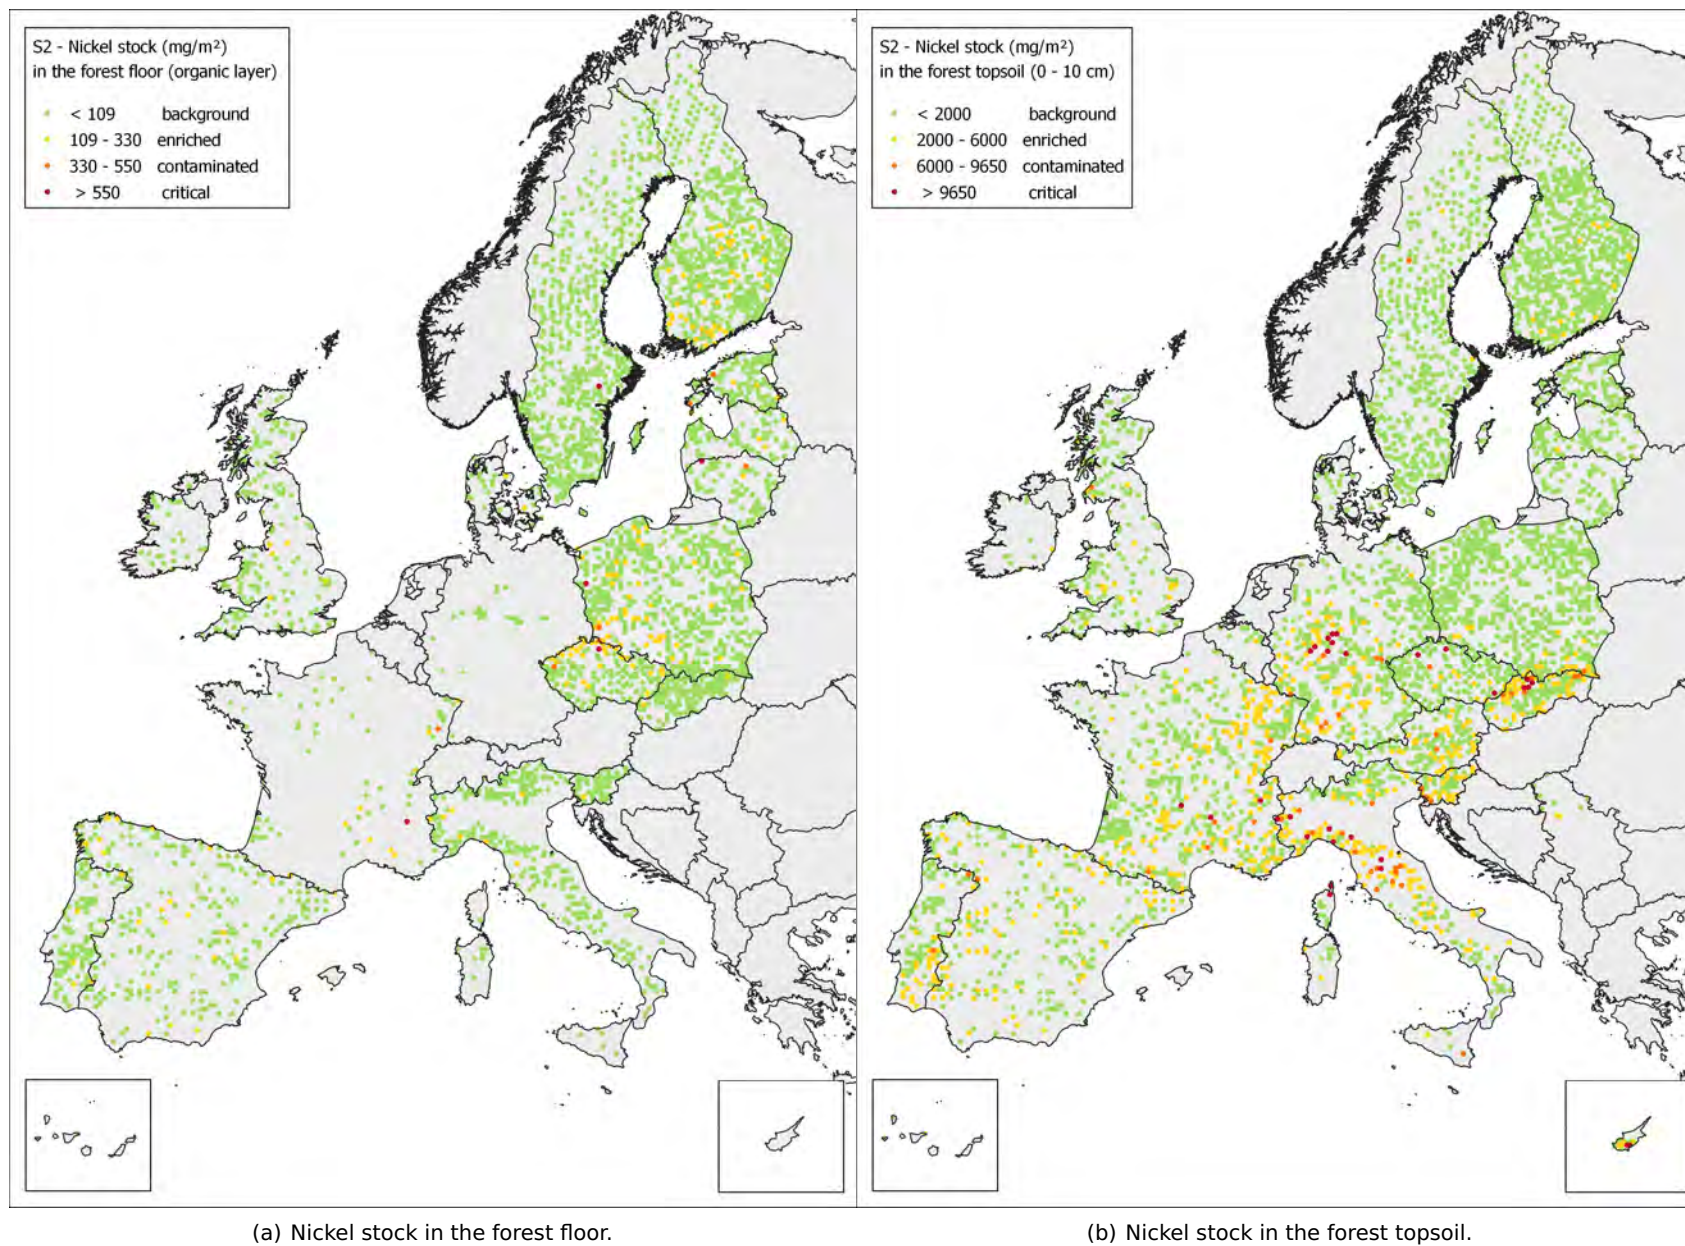 S2 - Nickel stock (mg/m²)
in the forest floor (organic layer)
< 109 background
109 - 330 enriched
330 - 550 contaminated
> 550 critical
S2 - Nickel stock (mg/m²)
in the forest topsoil (0 - 10 cm)
< 2000 background
2000 - 6000 enriched
6000 - 9650 contaminated
> 9650 critical
(a) Nickel stock in the forest floor.
(b) Nickel stock in the forest topsoil.